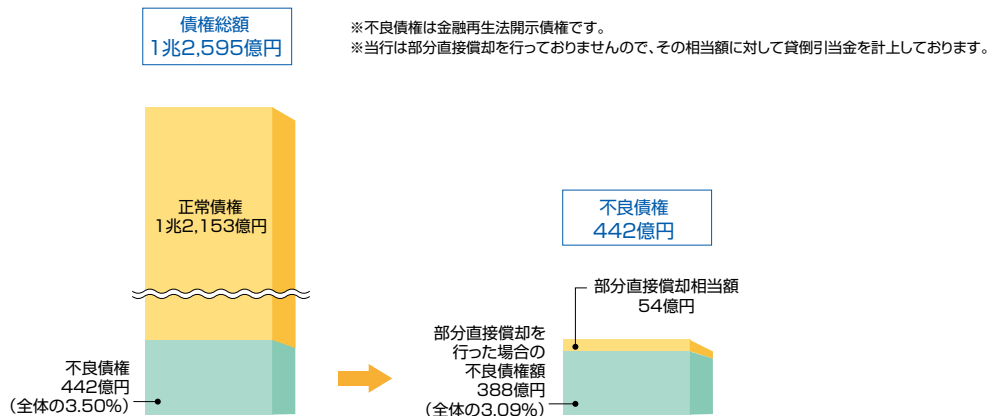 債権総額
1兆2,595億円
※不良債権は金融再生法開示債権です。
※当行は部分直接償却を行っておりませんので、その相当額に対して貸倒引当金を計上しております。
正常債権
1兆2,153億円
不良債権
442億円
(全体の3.50%)
不良債権
442億円
部分直接償却相当額
54億円
部分直接償却を
行った場合の
不良債権額
388億円
(全体の3.09%)